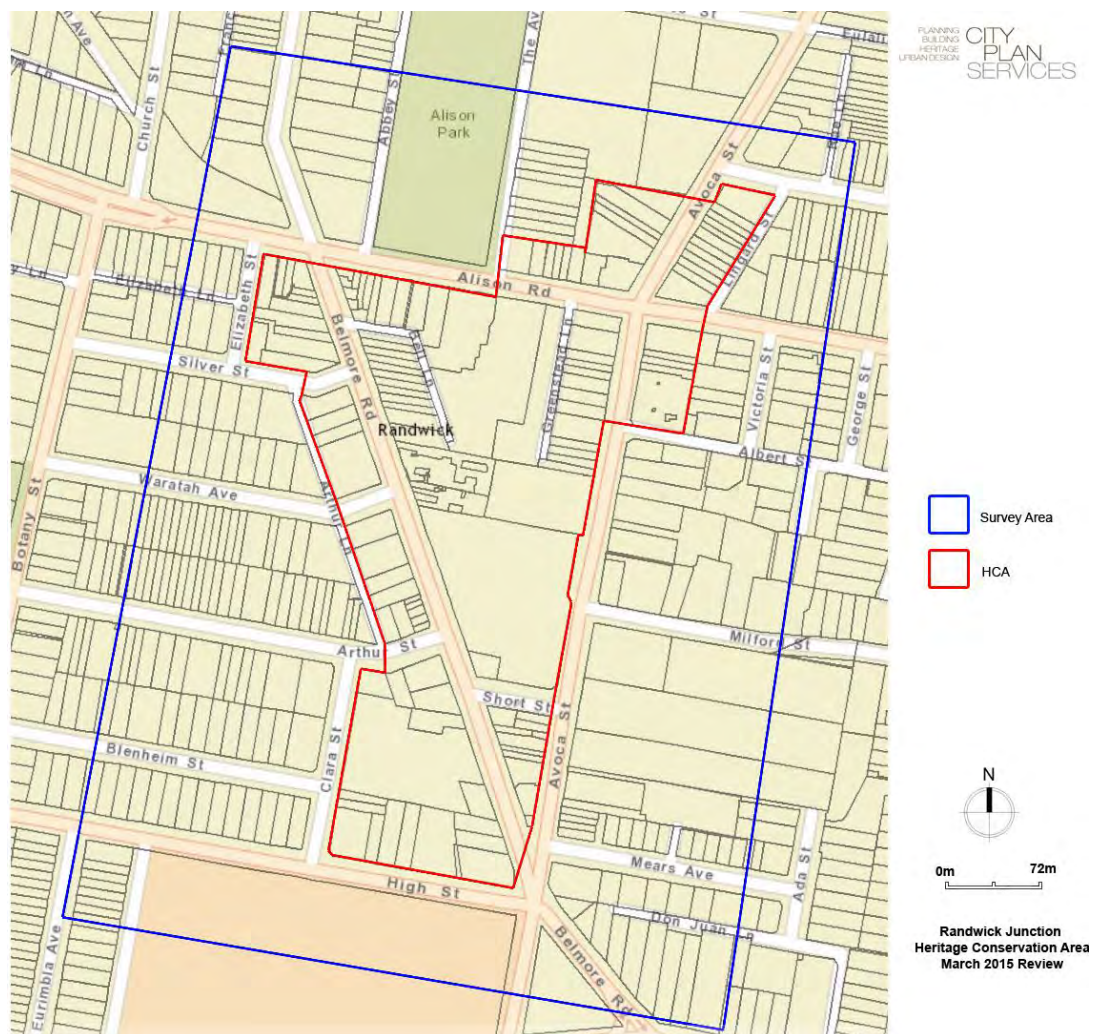 PLANNING
BUILDING
HERITAGE
URBAN DESIGN
CITY
PLAN
SERVICES
Church St
Abbey St
The Av
Alison
Park
Avoca St
Lingard St
Elizabeth St
Elizabeth Ln
Alison Rd
Belmore Rd
Bell Ln
Greenstead Ln
Silver St
Randwick
Victoria St
George St
Albert St
Botany St
Waratah Ave
Arthur Ln
Survey Area
HCA
Arthur St
Milford St
Short St
Avoca St
Clara St
Blenheim St
N
Mears Ave
Ada St
0m
72m
High St
Don Juan Ln
Belmore Rd
Eurimbla Ave
Randwick Junction
Heritage Conservation Area
March 2015 Review